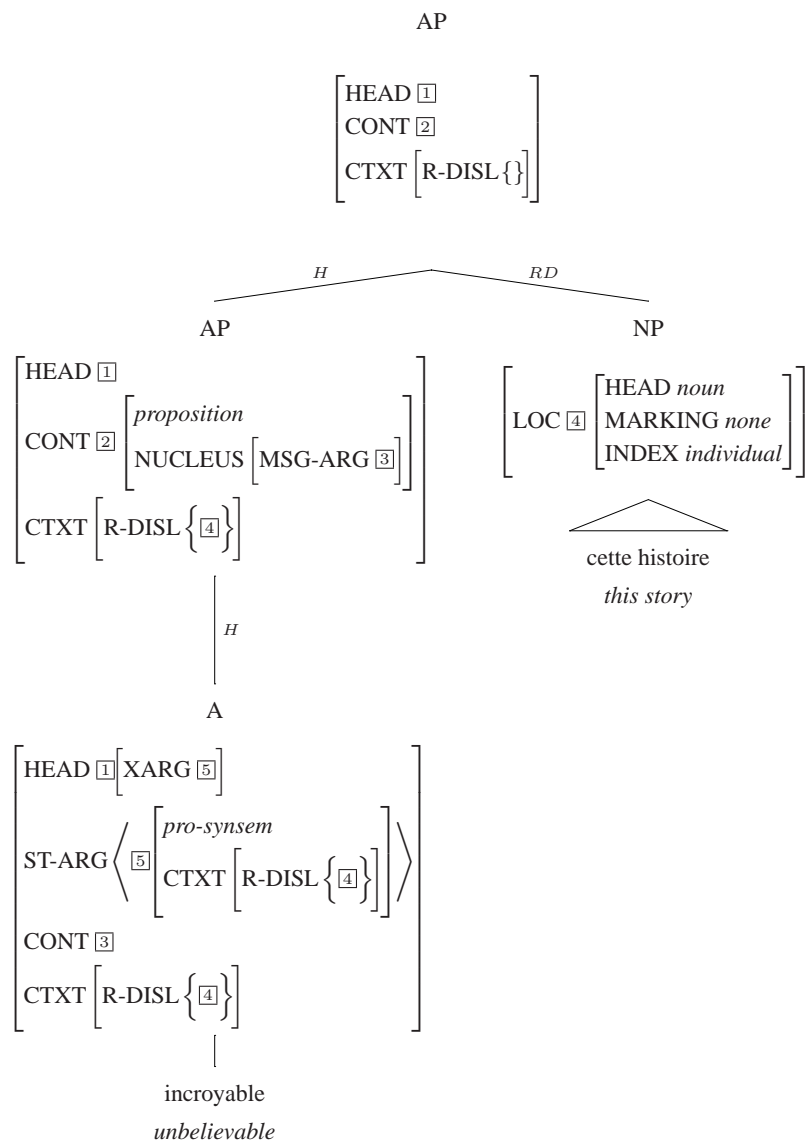 AP
HEAD 1
CONT 2
CTXT [R-DISL {}]
H
RD
AP
NP
HEAD 1
CONT 2 [proposition
NUCLEUS [MSG-ARG 3]]
CTXT [R-DISL {4}]
LOC 4 [HEAD noun
MARKING none
INDEX individual]
cette histoire
this story
H
A
HEAD 1 [XARG 5]
ST-ARG ⟨5 [pro-synsem
CTXT [R-DISL {4}]]⟩
CONT 3
CTXT [R-DISL {4}]
incroyable
unbelievable